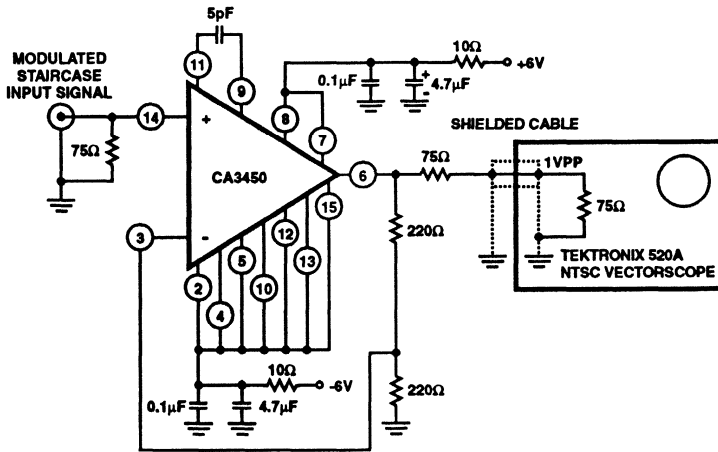 5pF
MODULATED
STAIRCASE
INPUT SIGNAL
11
9
10Ω
+6V
0.1µF
+
4.7µF
-
8
7
14
+
75Ω
CA3450
SHIELDED CABLE
75Ω
1VPP
6
75Ω
15
3
-
12
220Ω
5
13
2
10
4
TEKTRONIX 520A
NTSC VECTORSCOPE
10Ω
-6V
0.1µF
4.7µF
220Ω